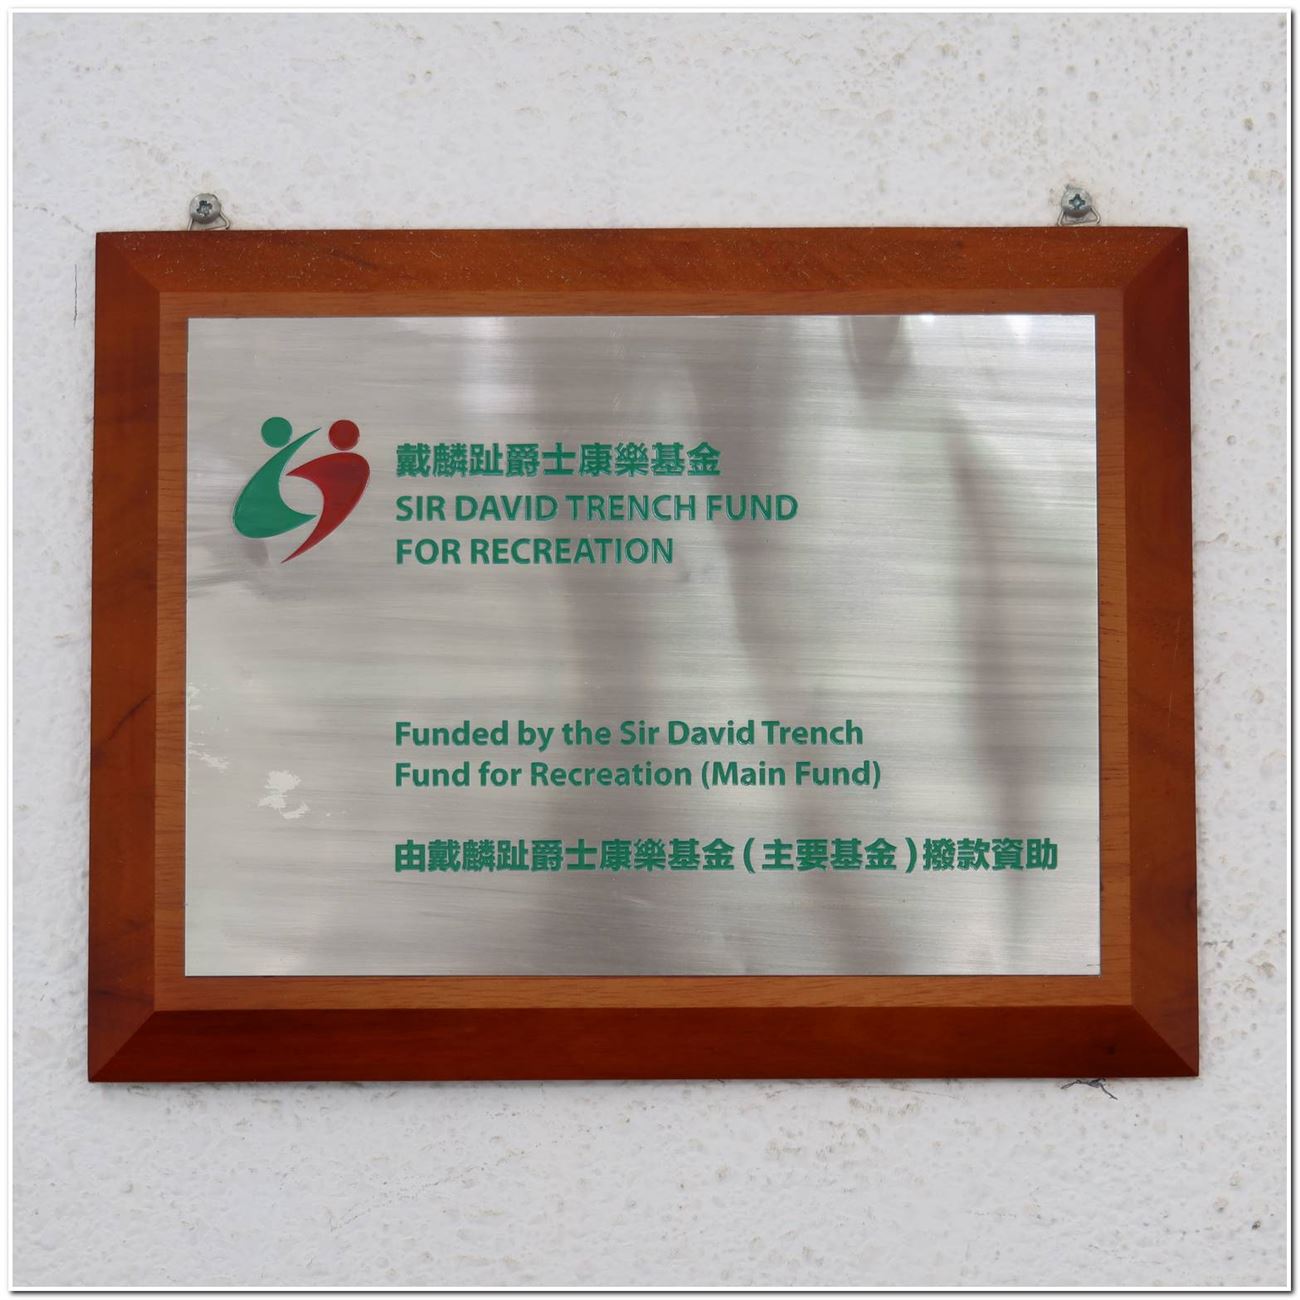 戴麟趾爵士康樂基金
SIR DAVID TRENCH FUND
FOR RECREATION
Funded by the Sir David Trench
Fund for Recreation (Main Fund)
由戴麟趾爵士康樂基金(主要基金)撥款資助